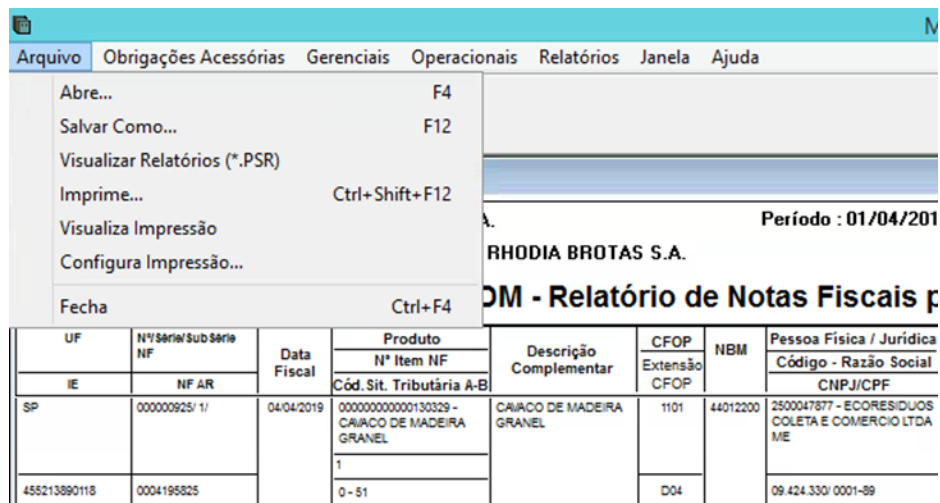 M
Arquivo Obrigações Acessórias Gerenciais Operacionais Relatórios Janela Ajuda
Abre... F4
Salvar Como... F12
Visualizar Relatórios (*.PSR)
Imprime... Ctrl+Shift+F12
Visualiza Impressão
Configura Impressão...
Fecha Ctrl+F4
A. Período : 01/04/201
RHODIA BROTAS S.A.
OM - Relatório de Notas Fiscais p
UF
Nº/Série/Sub Série
NF
Data
Fiscal
Produto
Nº Item NF
Descrição
Complementar
CFOP
Extensão
CFOP
NBM
Pessoa Física / Jurídica
Código - Razão Social
IE
NF AR
Cód.Sit. Tributária A-B
CNPJ/CPF
SP
000000925/ 1/
04/04/2019
000000000000130329 -
CAVACO DE MADEIRA
GRANEL
CAVACO DE MADEIRA
GRANEL
1101
44012200
2500047877 - ECORESIDUOS
COLETA E COMERCIO LTDA
ME
1
455213890118
0004195825
0 - 51
D04
09.424.330/ 0001-89